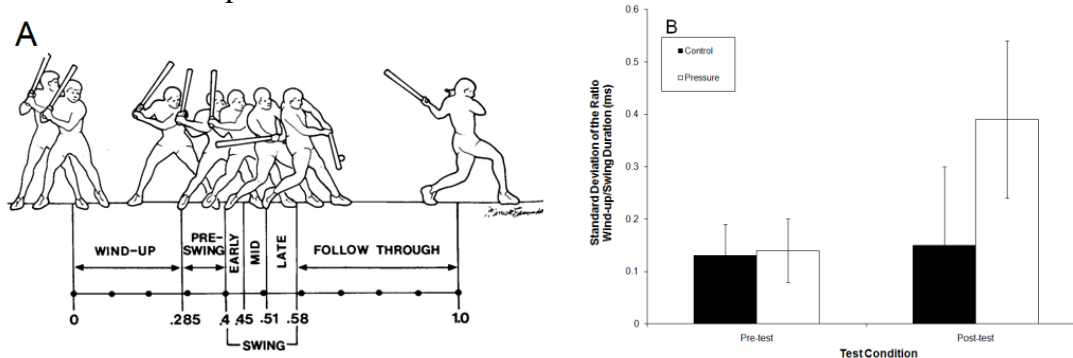 A
WIND-UP
PRE-
SWING
EARLY
MID
LATE
FOLLOW THROUGH
0
.285
.4
.45
.51
.58
1.0
SWING
B
Control
Pressure
Standard Deviation of the Ratio
Wind-up/Swing Duration (ms)
0.6
0.5
0.4
0.3
0.2
0.1
0
Pre-test
Post-test
Test Condition